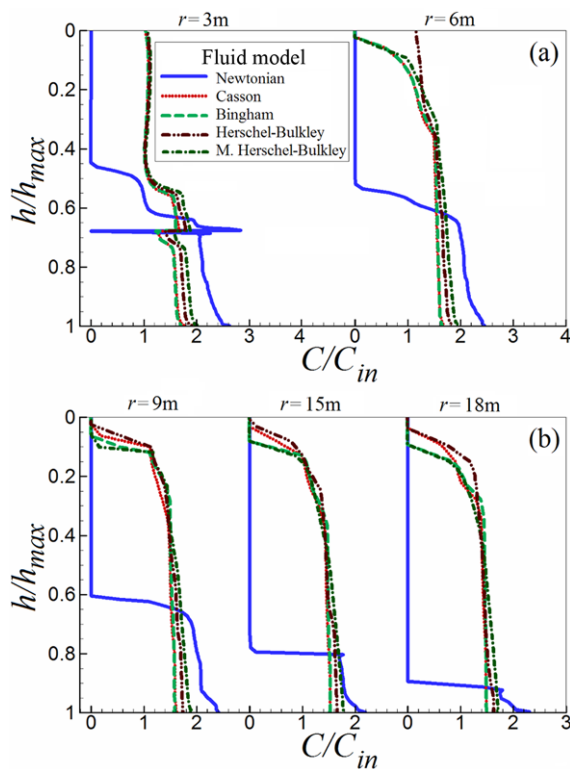 r = 3m r = 6m
(a)
Fluid model
Newtonian
Casson
Bingham
Herschel-Bulkley
M. Herschel-Bulkley
h/hmax
0
0.2
0.4
0.6
0.8
1
0 1 2 3 0 1 2 3 4
C/Cin
r = 9m r = 15m r = 18m
(b)
h/hmax
0
0.2
0.4
0.6
0.8
1
0 1 2 0 1 2 0 1 2 3
C/Cin